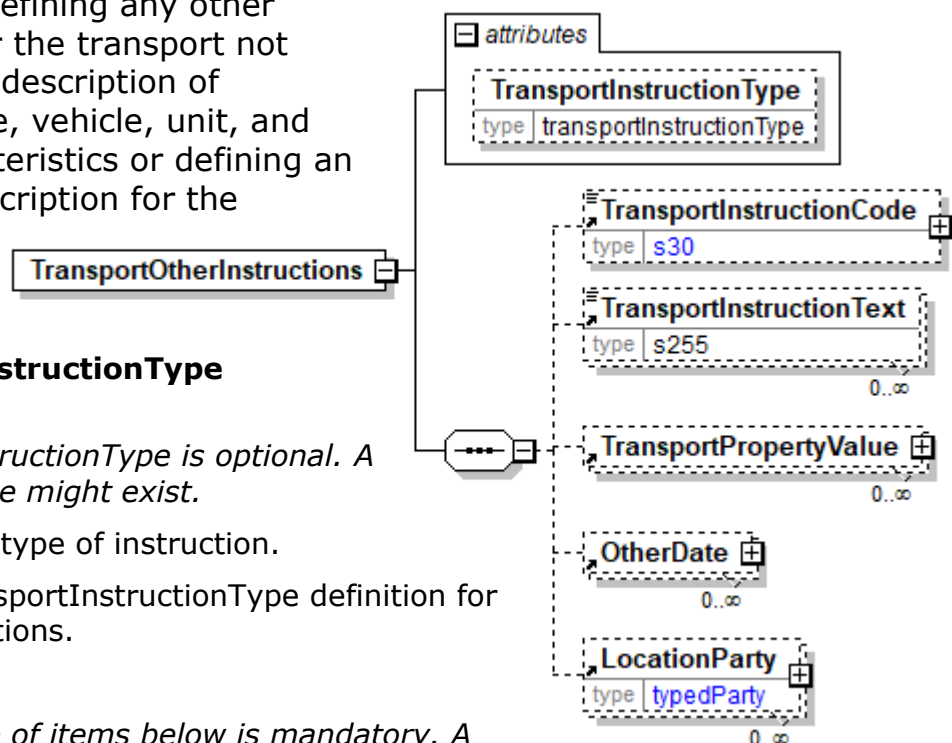 efining any other
the transport not
description of
, vehicle, unit, and
teristics or defining an
cription for the
structionType
ructionType is optional. A
e might exist.
type of instruction.
sportInstructionType definition for
tions.
of items below is mandatory. A
attributes
TransportInstructionType
type transportInstructionType
TransportOtherInstructions
TransportInstructionCode
type s30
TransportInstructionText
type s255
0..∞
TransportPropertyValue
0..∞
OtherDate
0..∞
LocationParty
type typedParty
0..∞